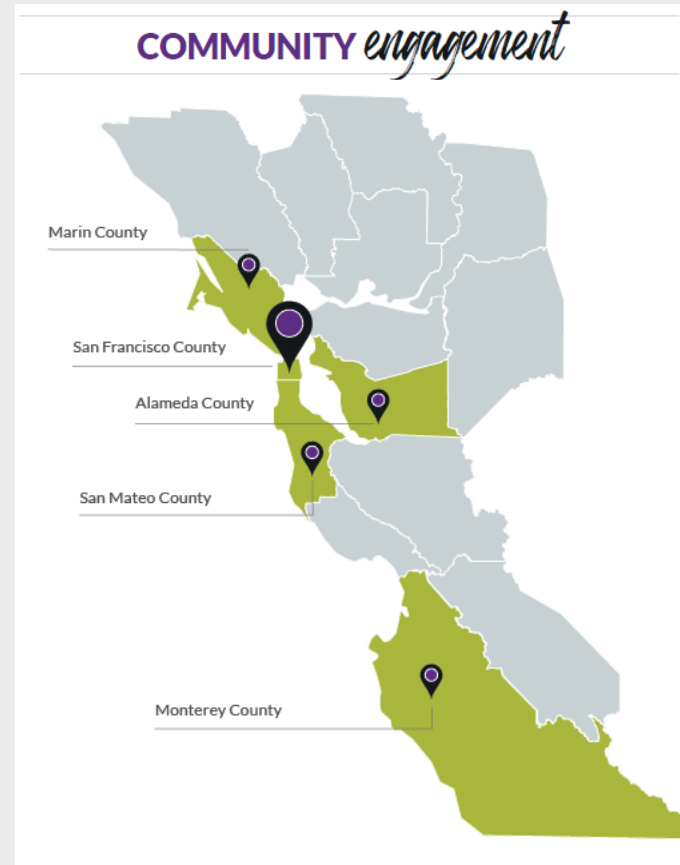 COMMUNITY engagement
Marin County
San Francisco County
Alameda County
San Mateo County
Monterey County